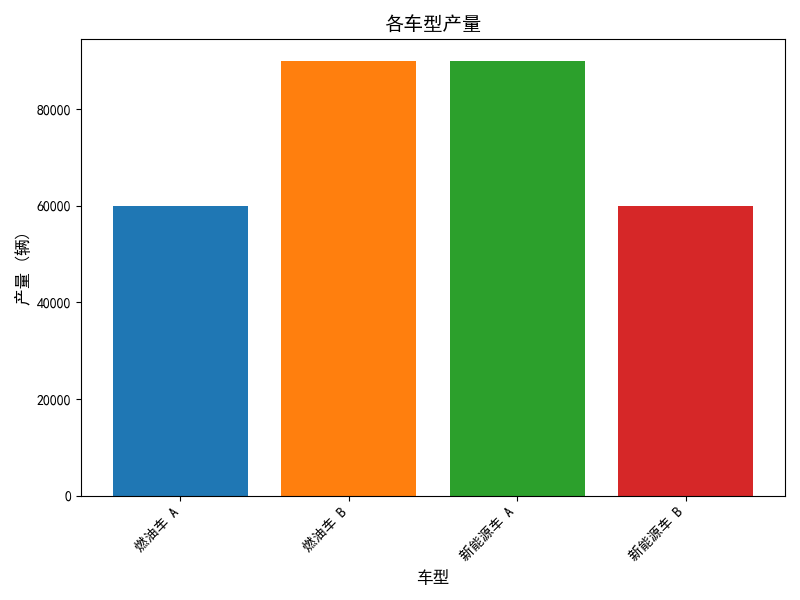 各车型产量
80000
60000
40000
20000
0
产量 (辆)
燃油车 A
燃油车 B
新能源车 A
新能源车 B
车型